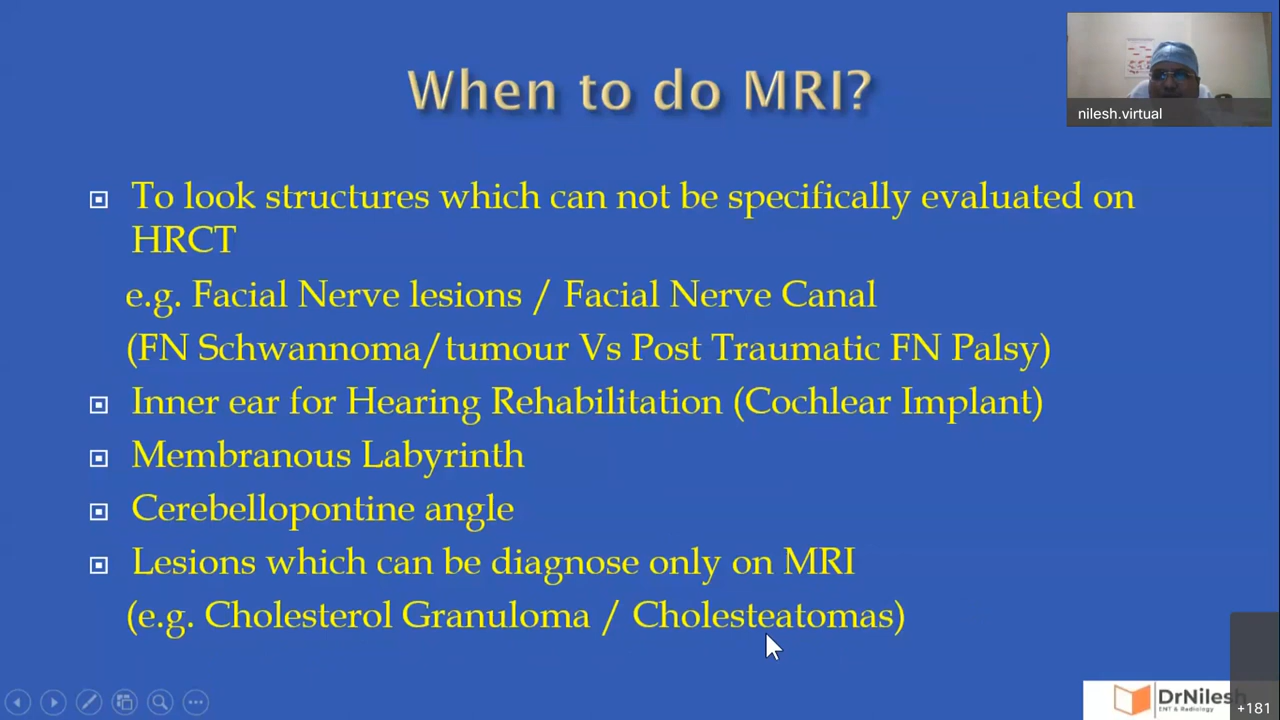 When to do MRI?
nilesh.virtual
To look structures which can not be specifically evaluated on
HRCT
e.g. Facial Nerve lesions / Facial Nerve Canal
(FN Schwannoma/tumour Vs Post Traumatic FN Palsy)
Inner ear for Hearing Rehabilitation (Cochlear Implant)
Membranous Labyrinth
Cerebellopontine angle
Lesions which can be diagnose only on MRI
(e.g. Cholesterol Granuloma / Cholesteatomas)
DrNilesh
ENT & Radiology
+181